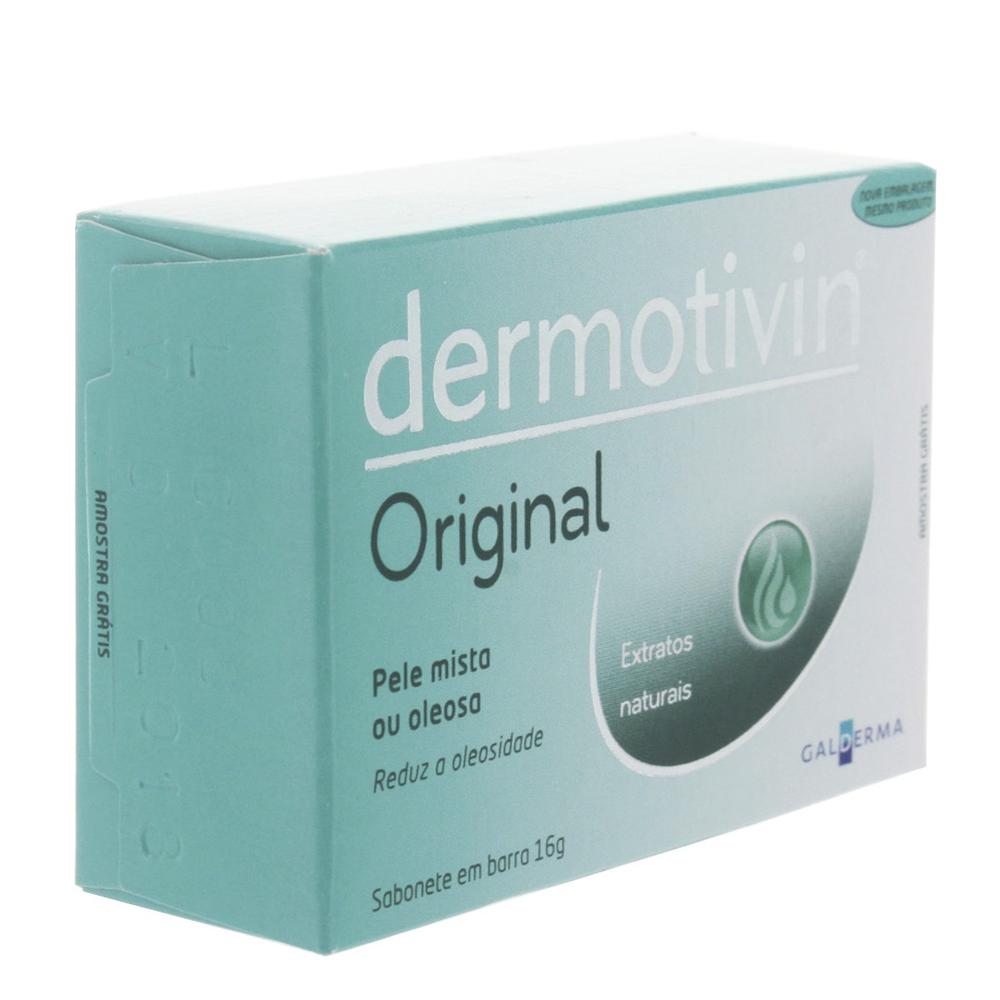 NOVA EMBALAGEM
MESMO PRODUTO
dermotivin®
Original
Pele mista
ou oleosa
Reduz a oleosidade
Sabonete em barra 16g
Extratos
naturais
GALDERMA
AMOSTRA GRÁTIS
AMOSTRA GRÁTIS